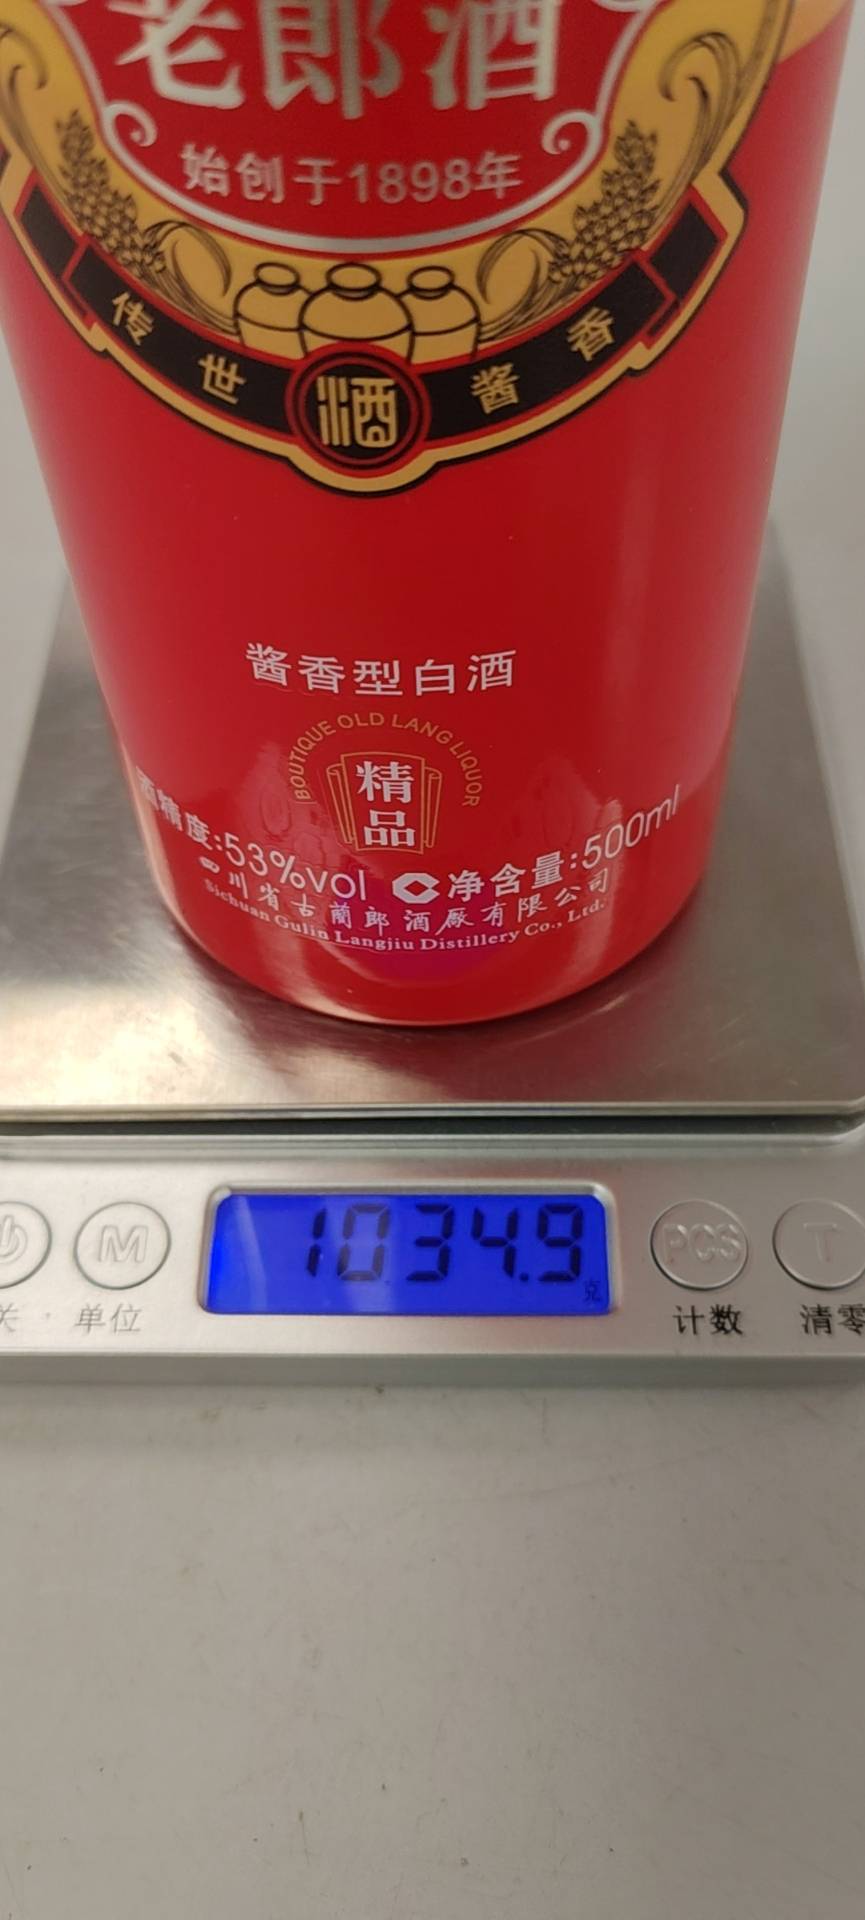 老郎酒
始创于1898年
传世酒酱香
酱香型白酒
BOUTIQUE OLD LANG LIQUOR
精品
酒精度:53%vol 净含量:500ml
四川省古蔺郎酒厰有限公司
Sichuan Gulin Langjiu Distillery Co., Ltd.
1034.9
克
M PCS T
关 单位 计数 清零